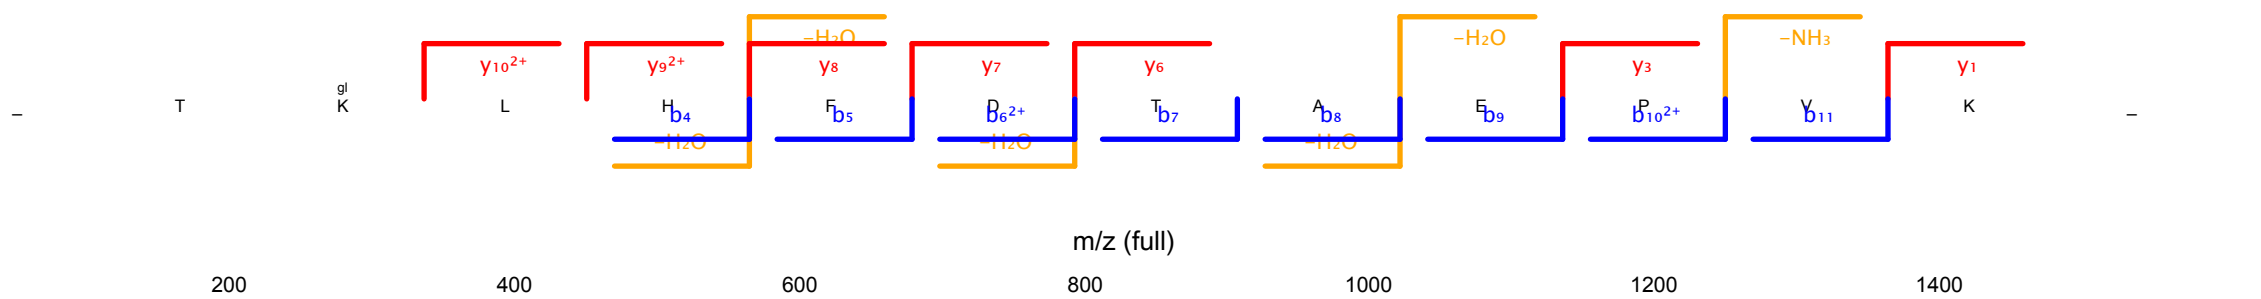 –H₂O –H₂O –NH₃
y₁₀²⁺ y₉²⁺ y₈ y₇ y₆ y₃ y₁
gl
– T K L H F D T A E P V K –
b₄ b₅ b₆²⁺ b₇ b₈ b₉ b₁₀²⁺ b₁₁
–H₂O –H₂O –H₂O
m/z (full)
200 400 600 800 1000 1200 1400